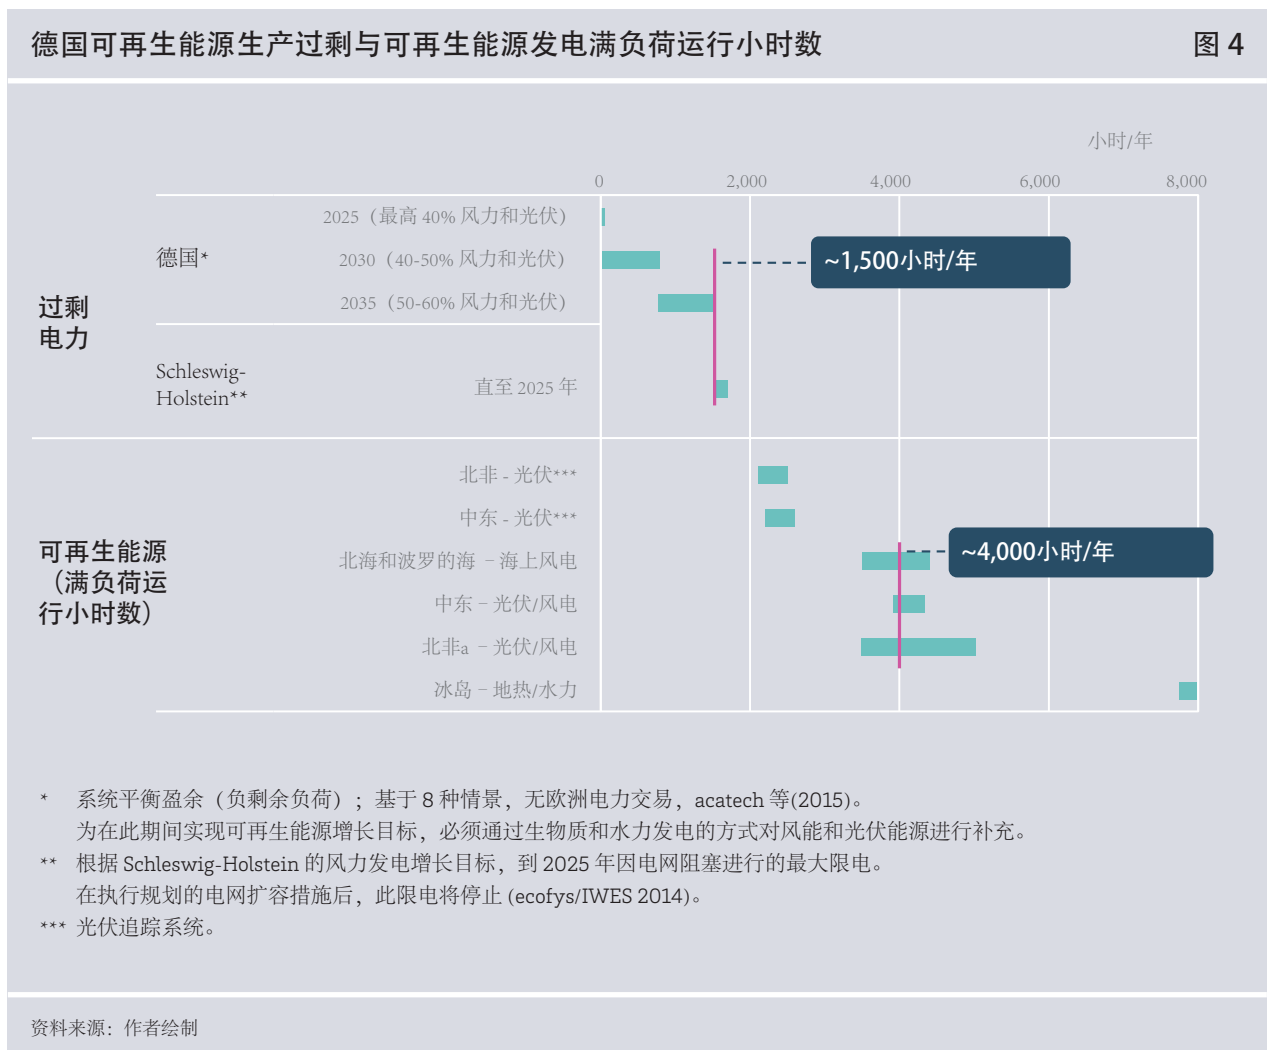 德国可再生能源生产过剩与可再生能源发电满负荷运行小时数
图 4
小时/年
0
2,000
4,000
6,000
8,000
过剩
电力
德国*
2025（最高 40% 风力和光伏）
2030（40-50% 风力和光伏）
2035（50-60% 风力和光伏）
~1,500小时/年
Schleswig-
Holstein**
直至 2025 年
可再生能源
（满负荷运
行小时数）
北非 - 光伏***
中东 - 光伏***
北海和波罗的海 – 海上风电
中东 – 光伏/风电
北非a – 光伏/风电
冰岛 – 地热/水力
~4,000小时/年
* 系统平衡盈余（负剩余负荷）；基于 8 种情景，无欧洲电力交易，acatech 等(2015)。
为在此期间实现可再生能源增长目标，必须通过生物质和水力发电的方式对风能和光伏能源进行补充。
** 根据 Schleswig-Holstein 的风力发电增长目标，到 2025 年因电网阻塞进行的最大限电。
在执行规划的电网扩容措施后，此限电将停止 (ecofys/IWES 2014)。
*** 光伏追踪系统。
资料来源：作者绘制